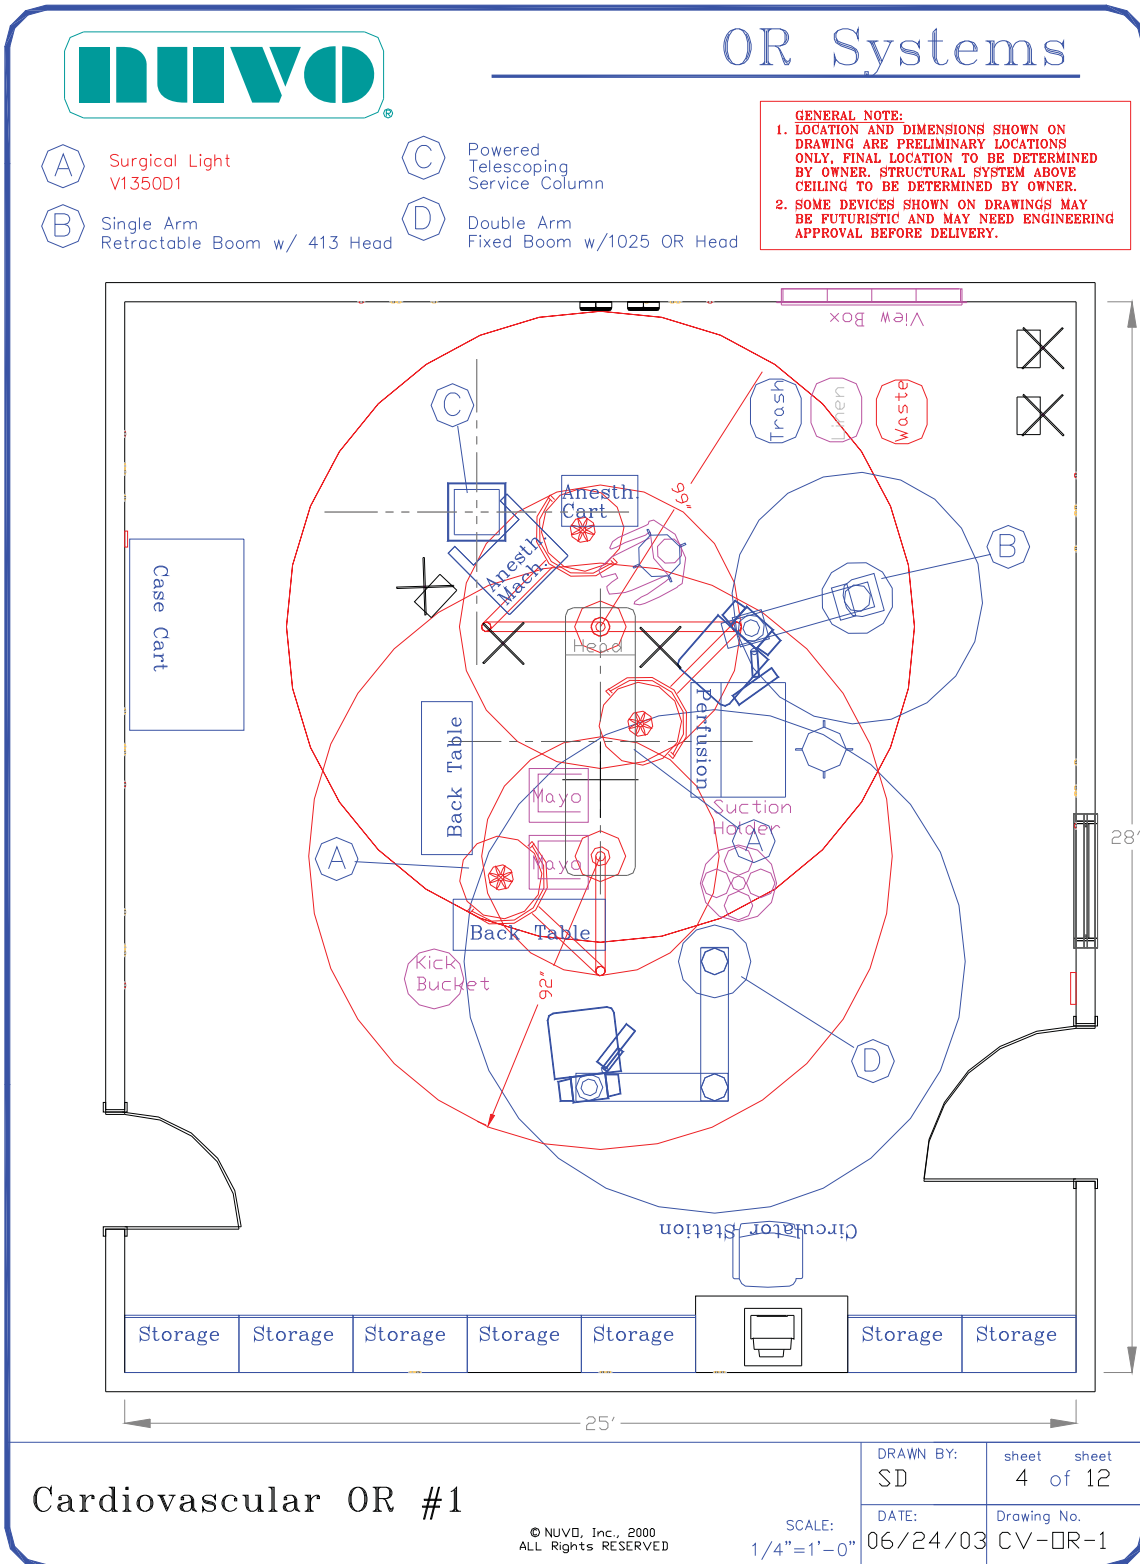 nuvo®
OR Systems
A
Surgical Light
V1350D1
B
Single Arm
Retractable Boom w/ 413 Head
C
Powered
Telescoping
Service Column
D
Double Arm
Fixed Boom w/1025 OR Head
GENERAL NOTE:
1. LOCATION AND DIMENSIONS SHOWN ON
DRAWING ARE PRELIMINARY LOCATIONS
ONLY, FINAL LOCATION TO BE DETERMINED
BY OWNER. STRUCTURAL SYSTEM ABOVE
CEILING TO BE DETERMINED BY OWNER.
2. SOME DEVICES SHOWN ON DRAWINGS MAY
BE FUTURISTIC AND MAY NEED ENGINEERING
APPROVAL BEFORE DELIVERY.
View Box
C
Trash
Linen
Waste
99"
Anesth.
Cart
B
Anesth.
Mach.
Case Cart
Head
Perfusion
Back Table
Mayo
Suction
Holder
28'
A
A
Mayo
Back Table
Kick
Bucket
92"
D
Circulator Station
Storage
Storage
Storage
Storage
Storage
Storage
Storage
25'
Cardiovascular OR #1
© NUVO, Inc., 2000
ALL Rights RESERVED
SCALE:
1/4"=1'-0"
DRAWN BY:
SD
sheet sheet
4 of 12
DATE:
06/24/03
Drawing No.
CV-OR-1